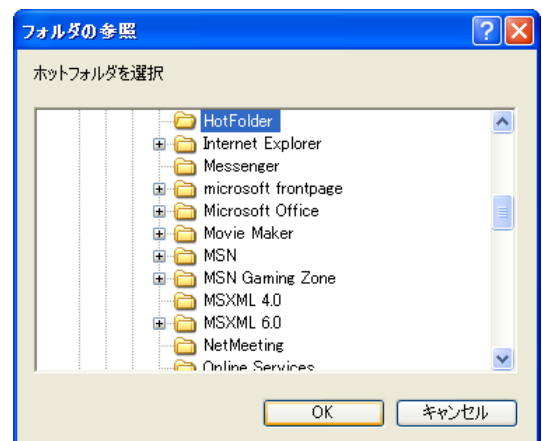 フォルダの参照
ホットフォルダを選択
HotFolder
Internet Explorer
Messenger
microsoft frontpage
Microsoft Office
Movie Maker
MSN
MSN Gaming Zone
MSXML 4.0
MSXML 6.0
NetMeeting
Online Services
OK キャンセル